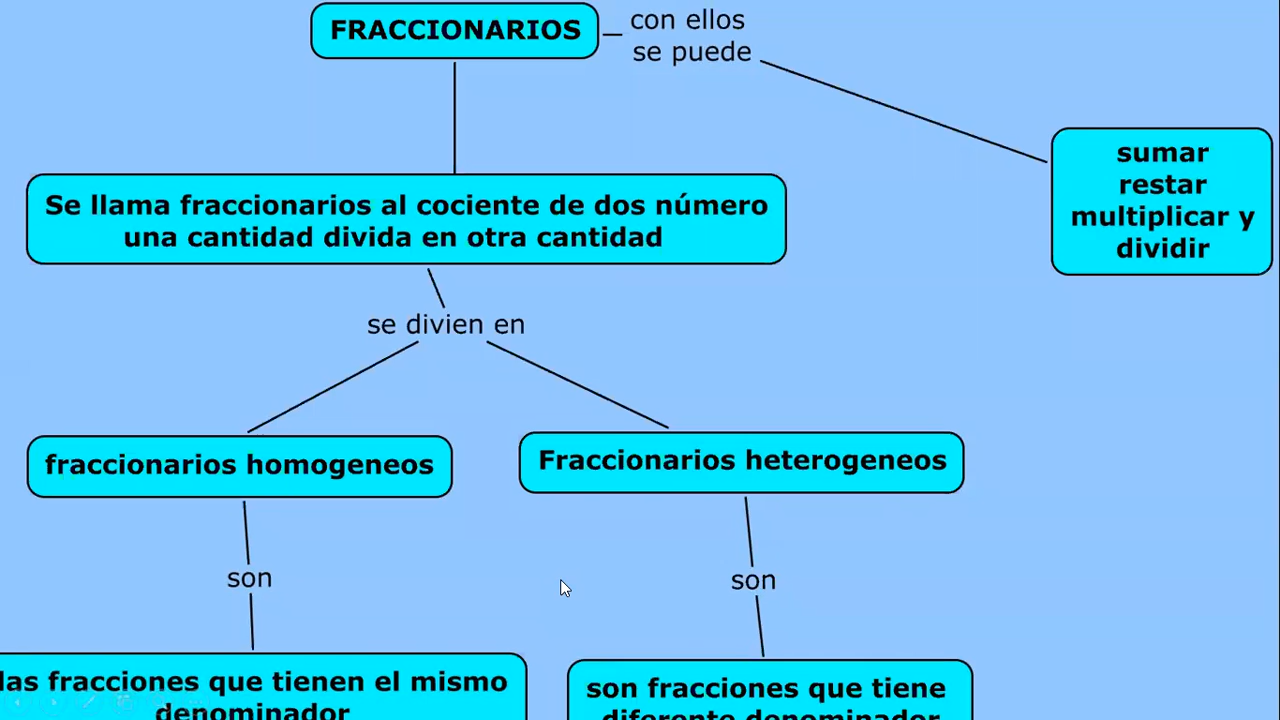 FRACCIONARIOS
con ellos
se puede
sumar
restar
multiplicar y
dividir
Se llama fraccionarios al cociente de dos número
una cantidad divida en otra cantidad
se divien en
fraccionarios homogeneos
Fraccionarios heterogeneos
son
son
las fracciones que tienen el mismo
denominador
son fracciones que tiene
diferente denominador